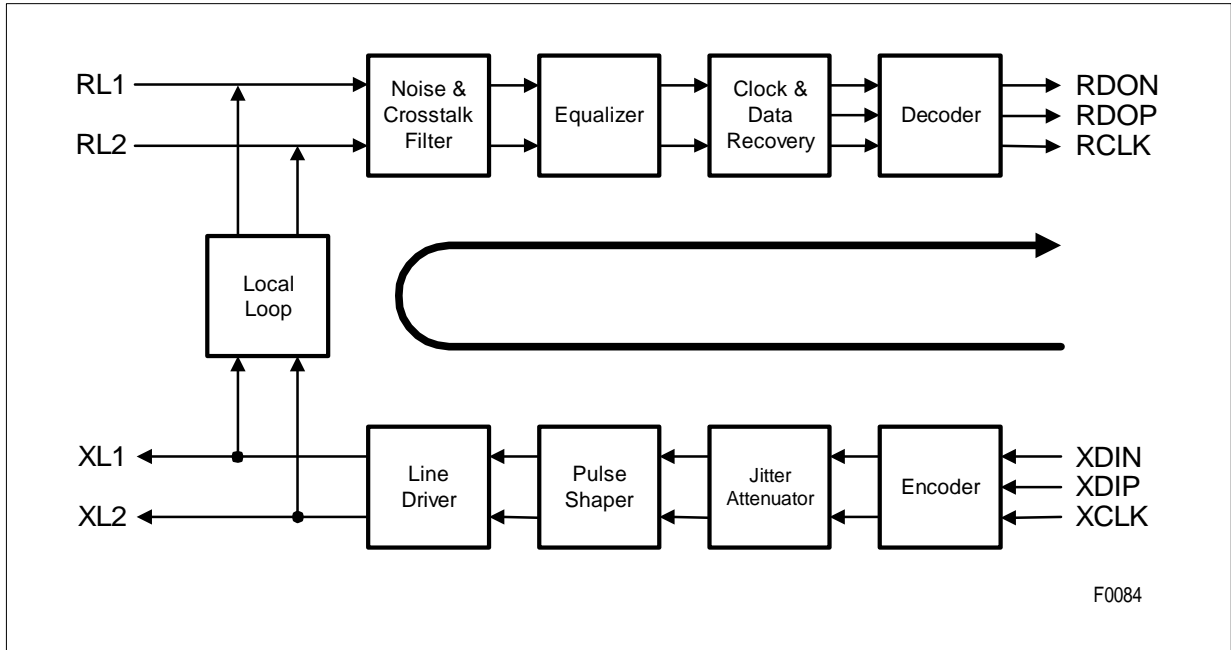 RL1
RL2
Noise &
Crosstalk
Filter
Equalizer
Clock &
Data
Recovery
Decoder
RDON
RDOP
RCLK
Local
Loop
XL1
XL2
Line
Driver
Pulse
Shaper
Jitter
Attenuator
Encoder
XDIN
XDIP
XCLK
F0084